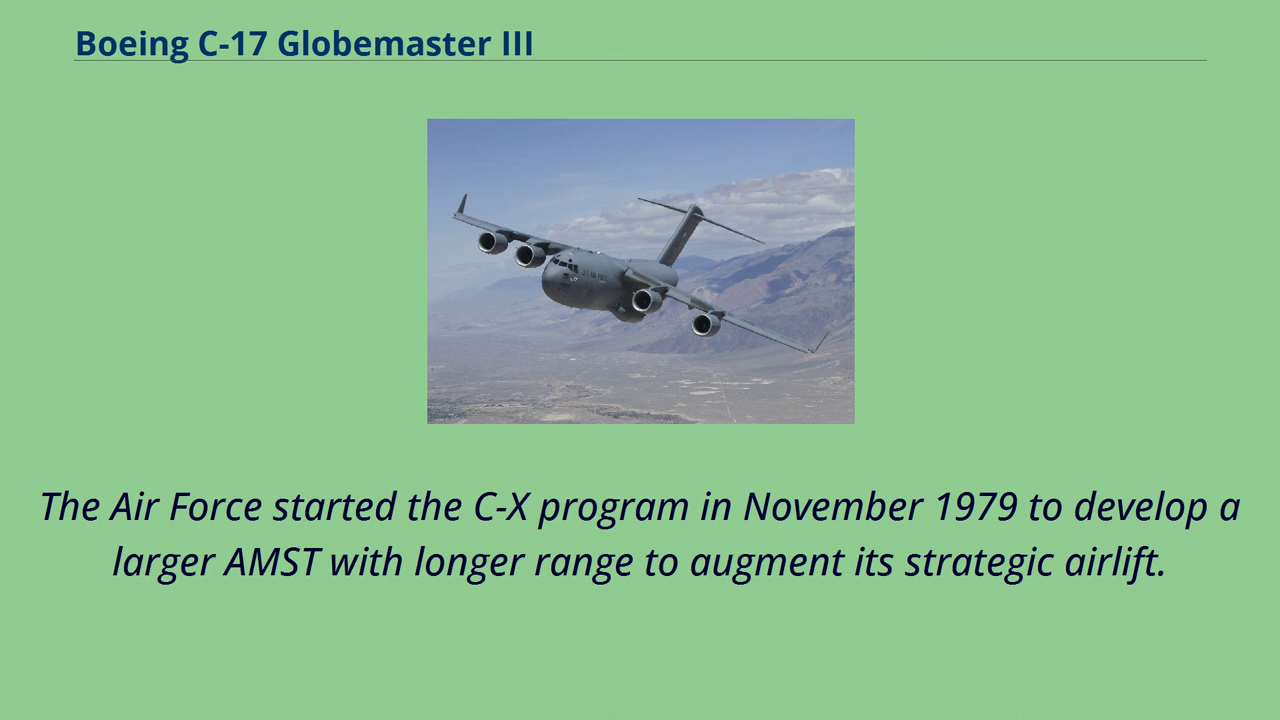 Boeing C-17 Globemaster III
The Air Force started the C-X program in November 1979 to develop a
larger AMST with longer range to augment its strategic airlift.